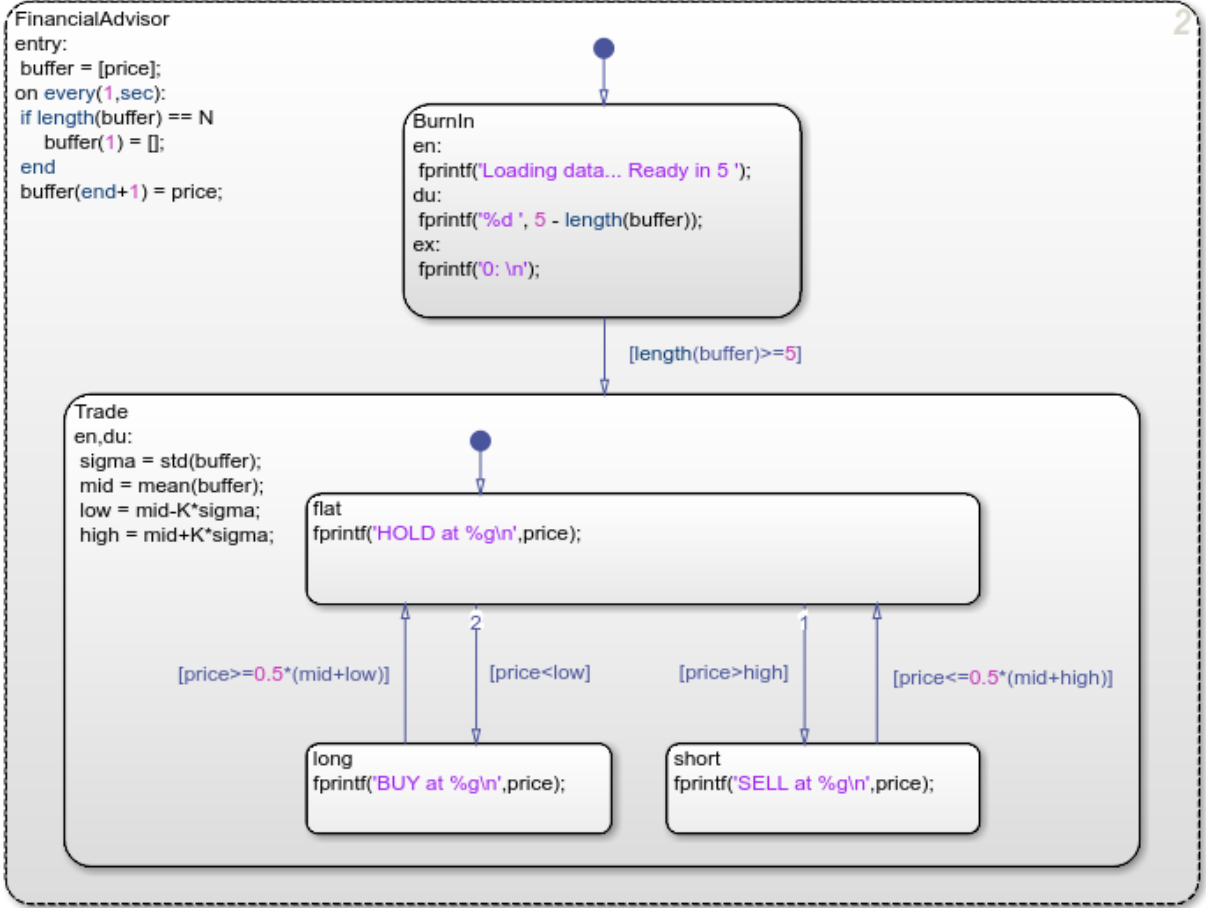 FinancialAdvisor
2
entry:
buffer = [price];
on every(1,sec):
if length(buffer) == N
buffer(1) = [];
end
buffer(end+1) = price;
BurnIn
en:
fprintf('Loading data... Ready in 5 ');
du:
fprintf('%d ', 5 - length(buffer));
ex:
fprintf('0: \n');
[length(buffer)>=5]
Trade
en,du:
sigma = std(buffer);
mid = mean(buffer);
low = mid-K*sigma;
high = mid+K*sigma;
flat
fprintf('HOLD at %g\n',price);
2
1
[price>=0.5*(mid+low)]
[price<low]
[price>high]
[price<=0.5*(mid+high)]
long
fprintf('BUY at %g\n',price);
short
fprintf('SELL at %g\n',price);